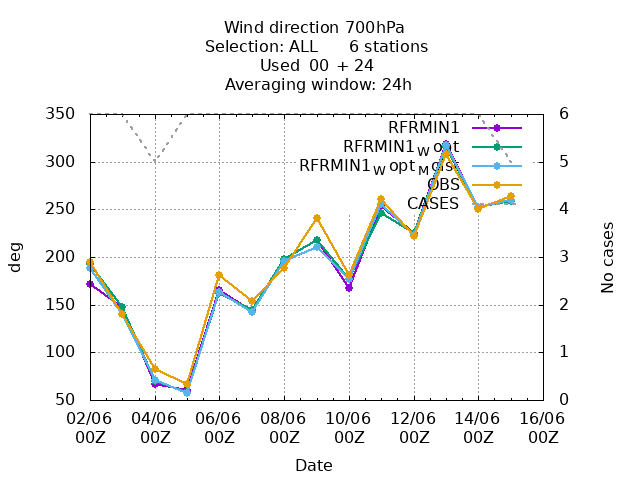 Wind direction 700hPa
Selection: ALL 6 stations
Used 00 + 24
Averaging window: 24h
350 6
RFRMIN1
RFRMIN1_W opt
300 5
RFRMIN1_W opt_M
OBS
CASES
250 4
200 3
deg
No cases
150 2
100 1
50 0
02/06 04/06 06/06 08/06 10/06 12/06 14/06 16/06
00Z 00Z 00Z 00Z 00Z 00Z 00Z 00Z
Date